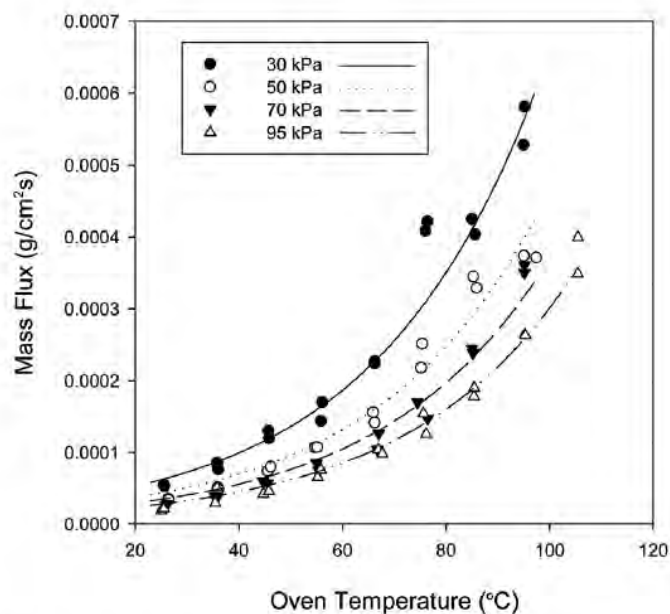 0.0007
0.0006
0.0005
0.0004
0.0003
0.0002
0.0001
0.0000
Mass Flux (g/cm²s)
30 kPa
50 kPa
70 kPa
95 kPa
20 40 60 80 100 120
Oven Temperature (°C)